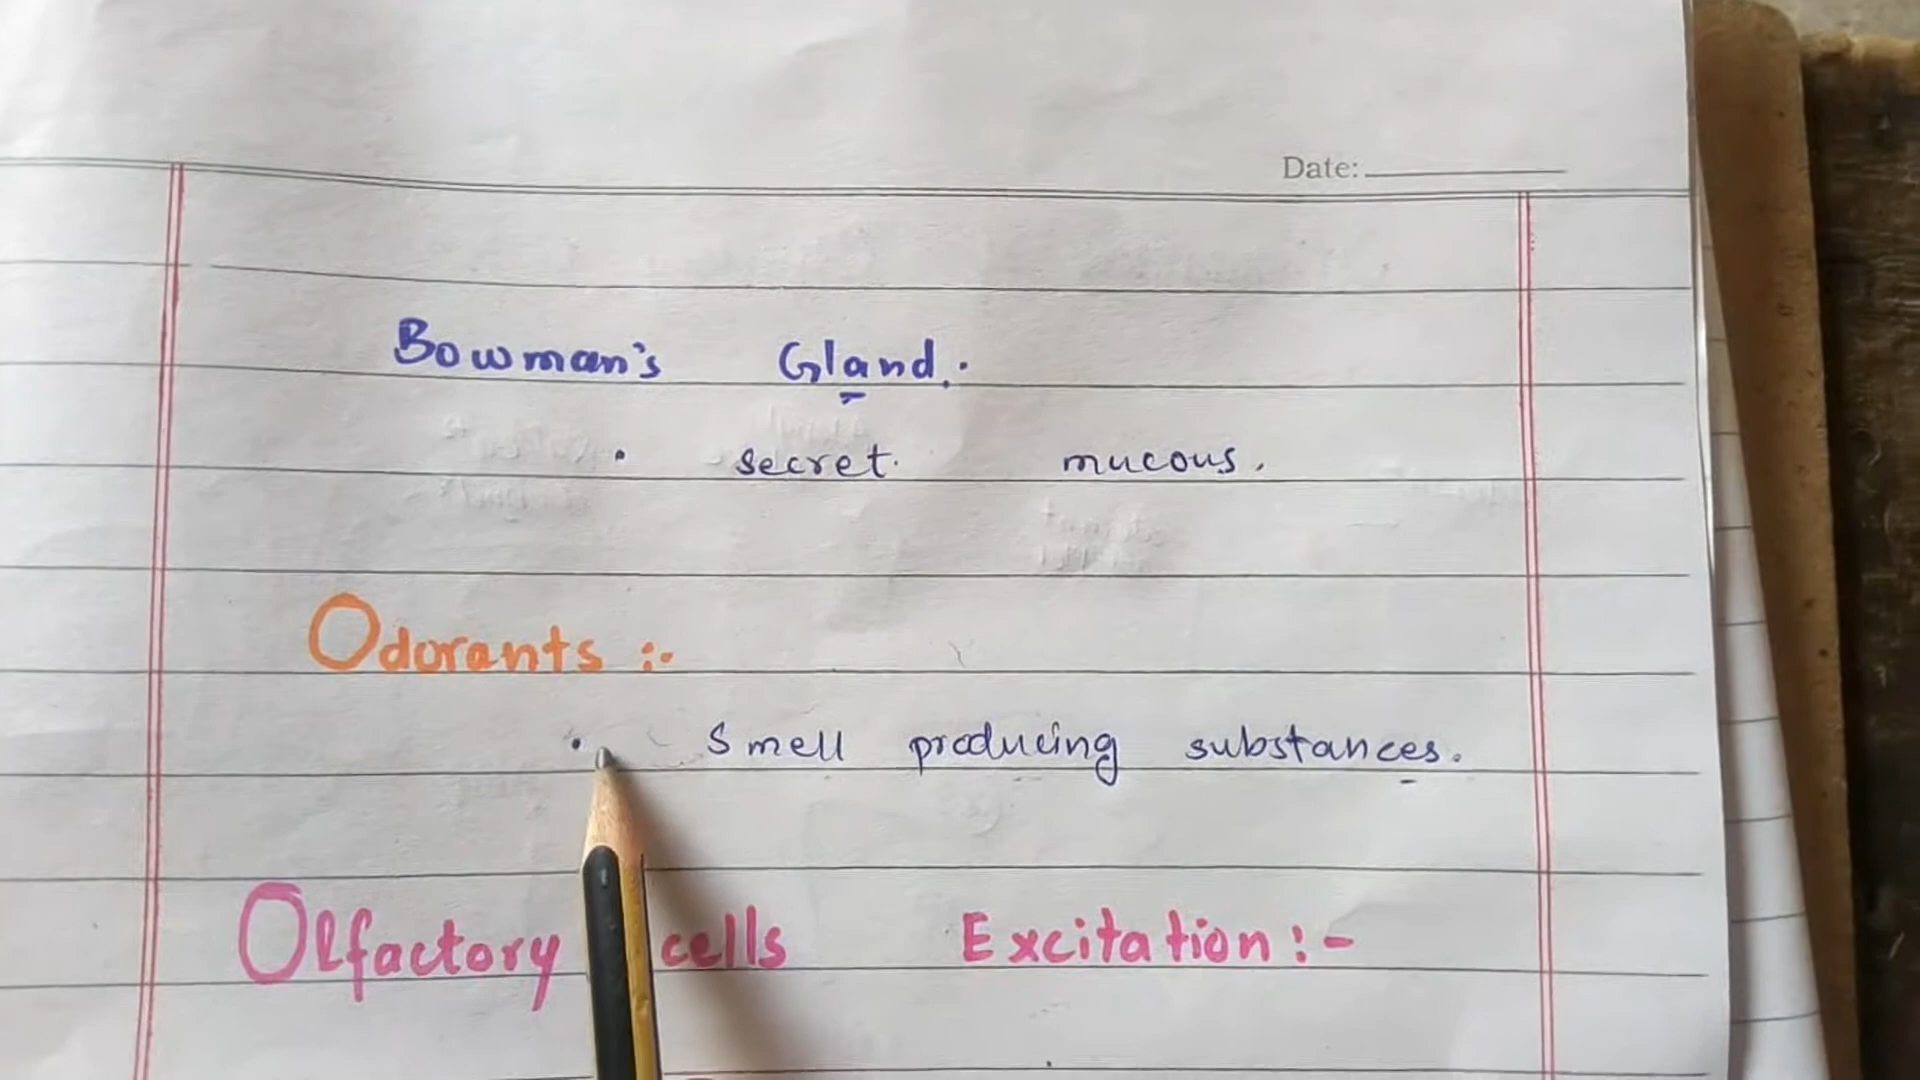 Date:
Bowman's Gland.
• secret. mucous.
Odorants :-
• Smell producing substances.
Olfactory cells Excitation :-